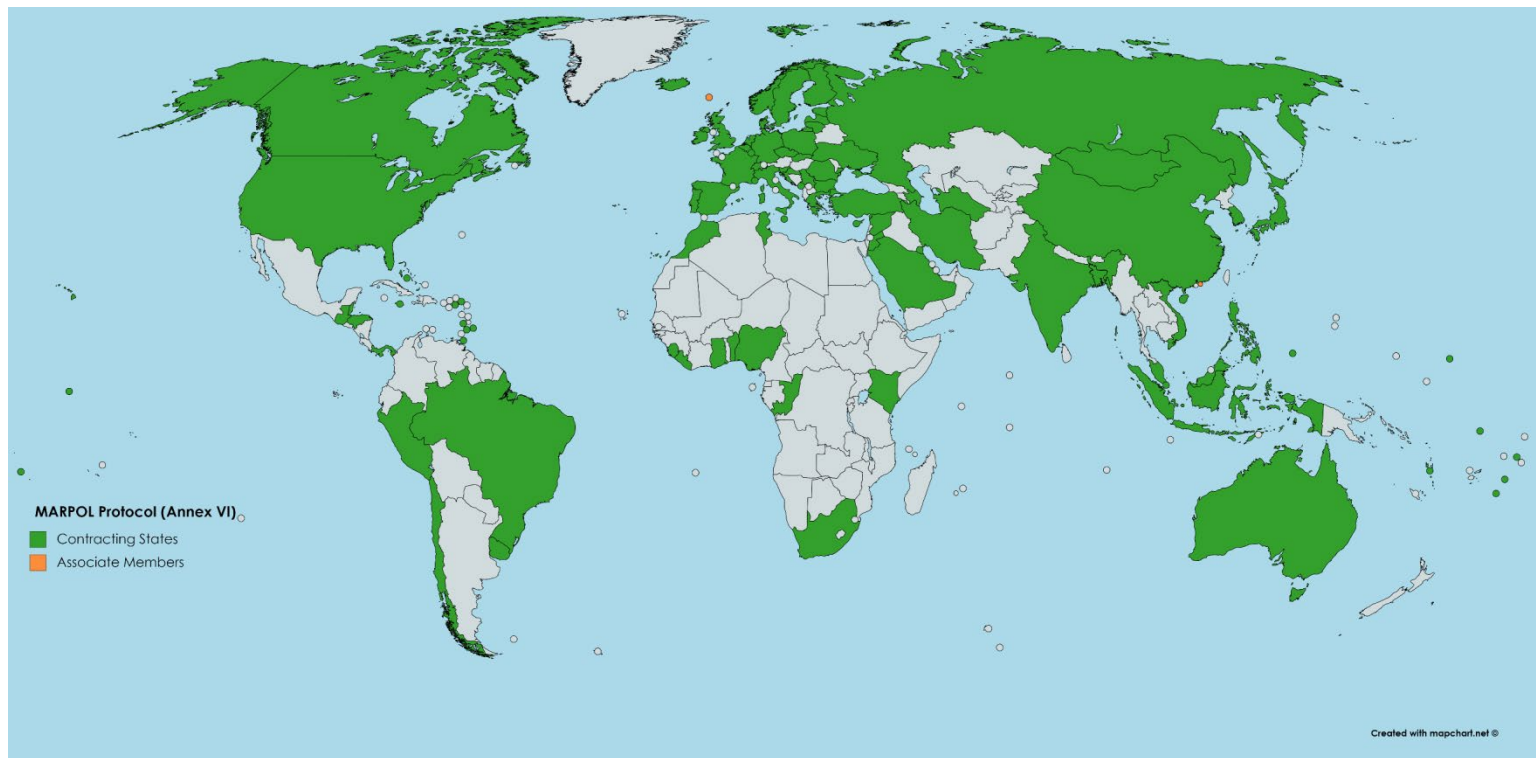 MARPOL Protocol (Annex VI)
Contracting States
Associate Members
Created with mapchart.net ©